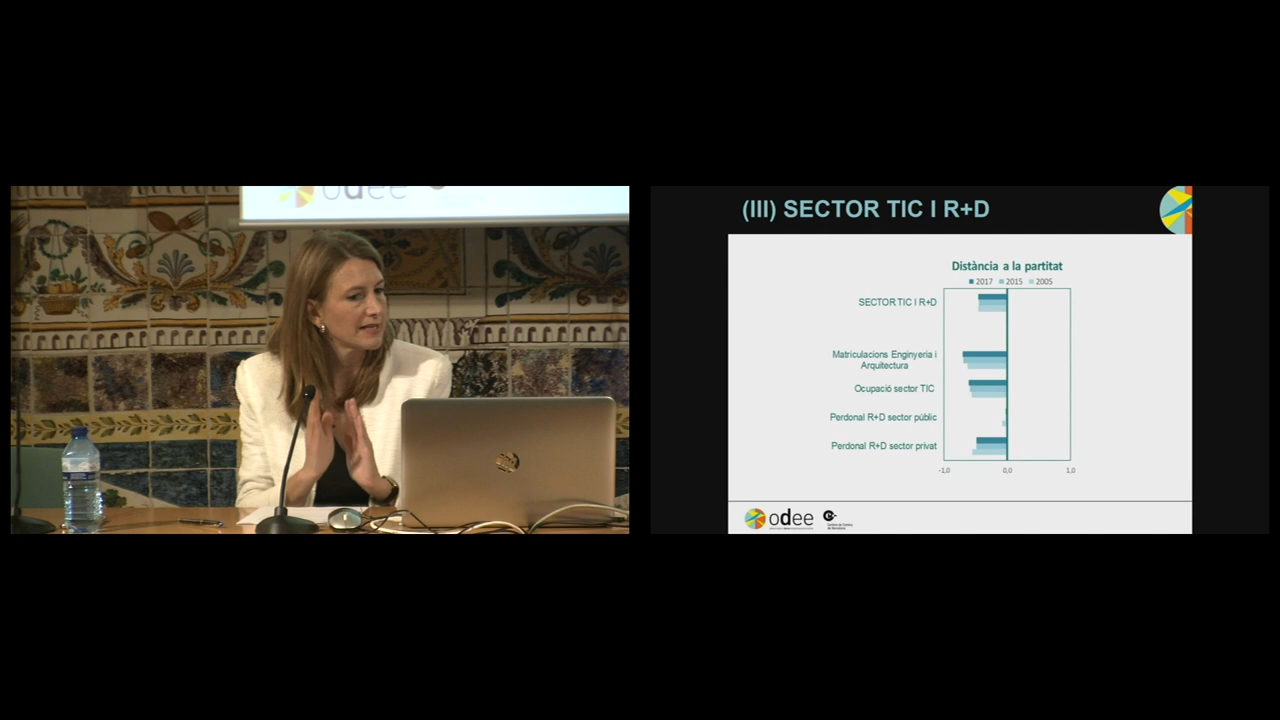 odee
(III) SECTOR TIC I R+D
Distància a la partitat
2017 2015 2005
SECTOR TIC I R+D
Matriculacions Enginyeria i
Arquitectura
Ocupació sector TIC
Perdonal R+D sector públic
Perdonal R+D sector privat
-1,0 0,0 1,0
odee